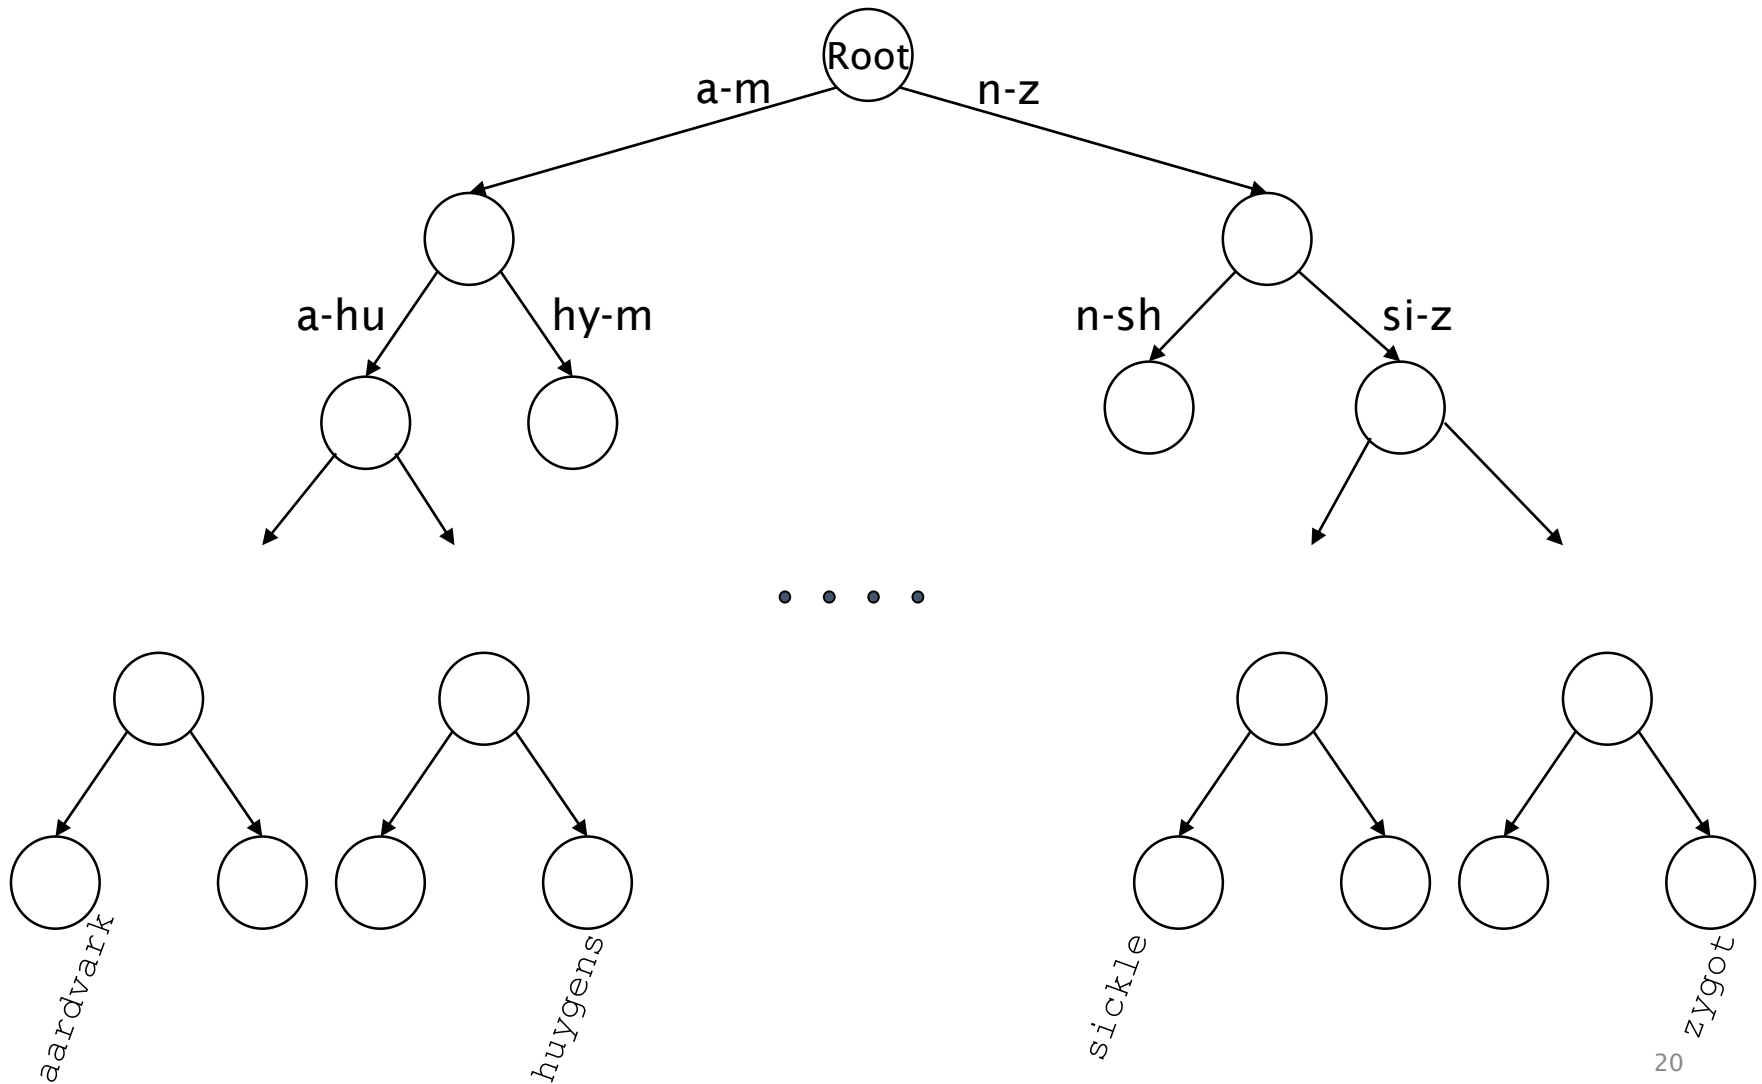 Root
a-m
n-z
a-hu
hy-m
n-sh
si-z
aardvark
huygens
sickle
zygot
20